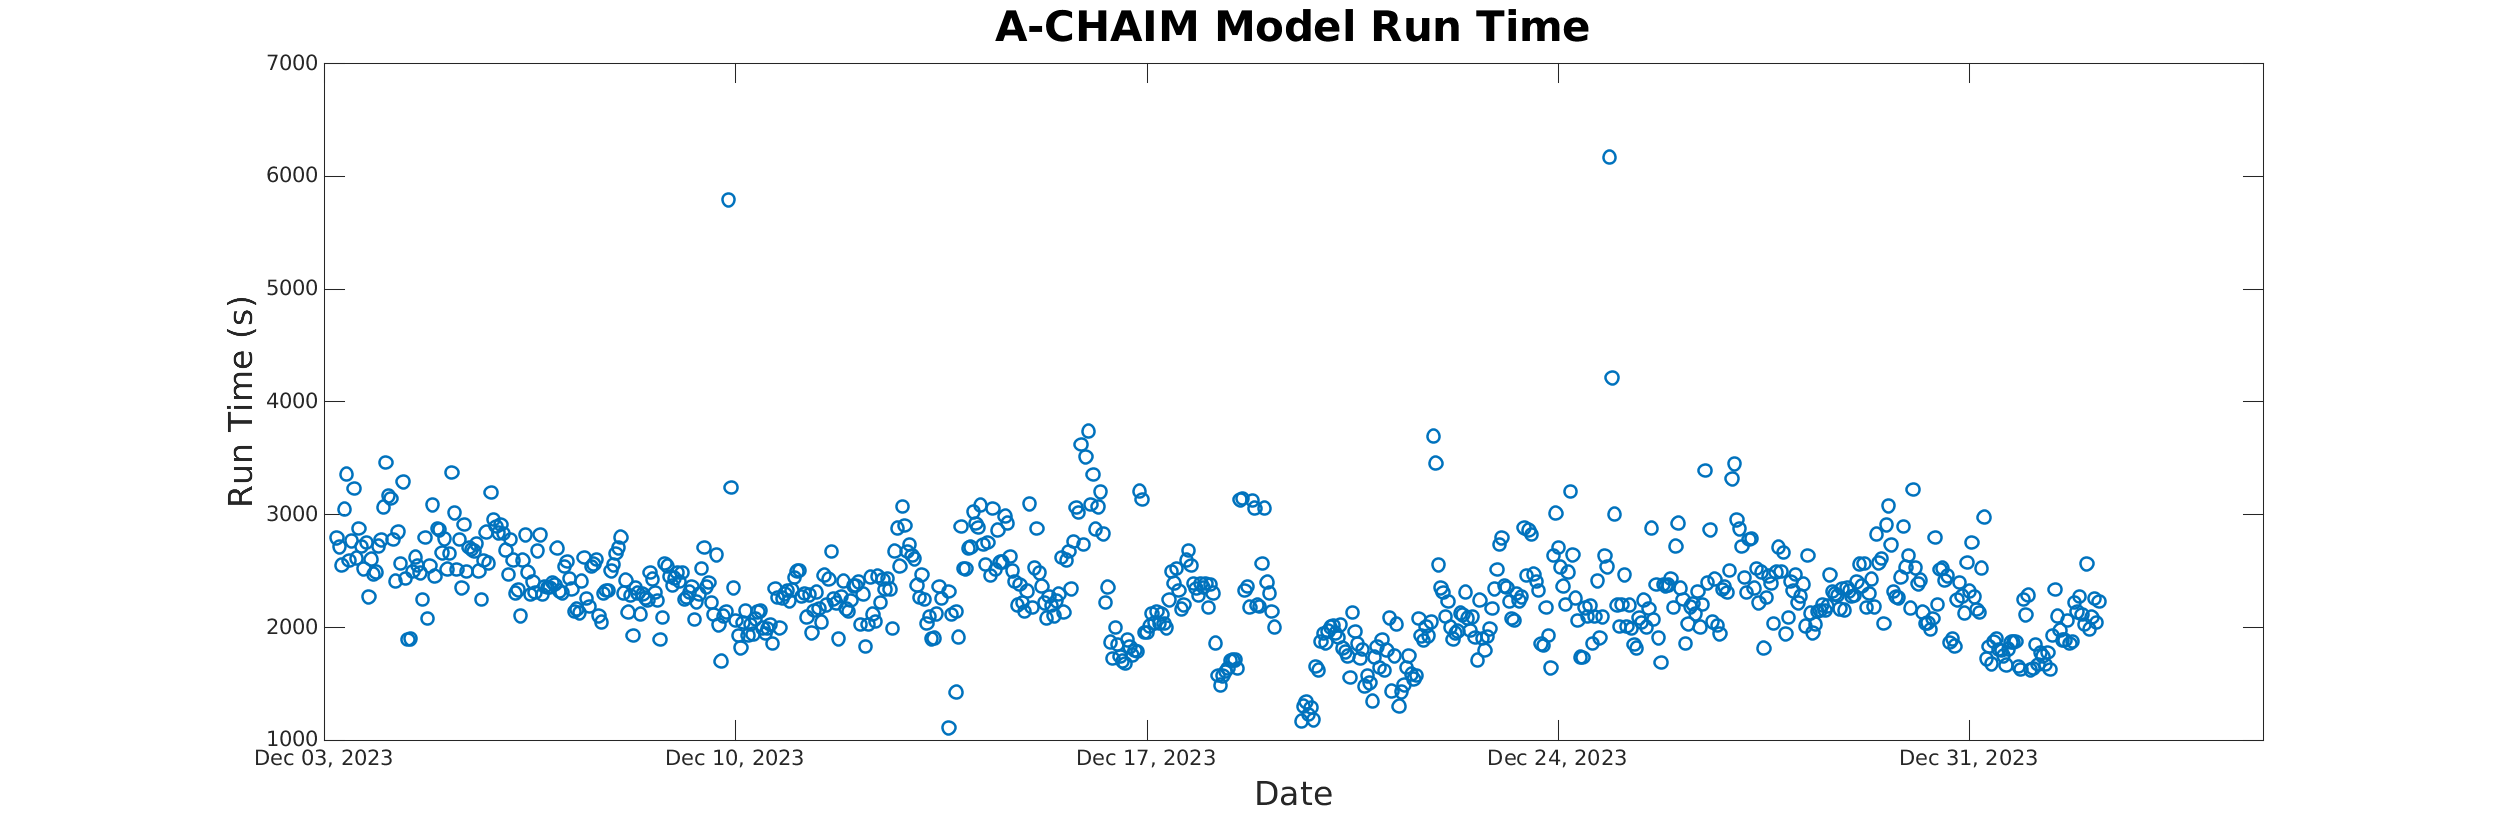 A-CHAIM Model Run Time
7000
6000
5000
4000
3000
2000
1000
Run Time (s)
Dec 03, 2023 Dec 10, 2023 Dec 17, 2023 Dec 24, 2023 Dec 31, 2023
Date